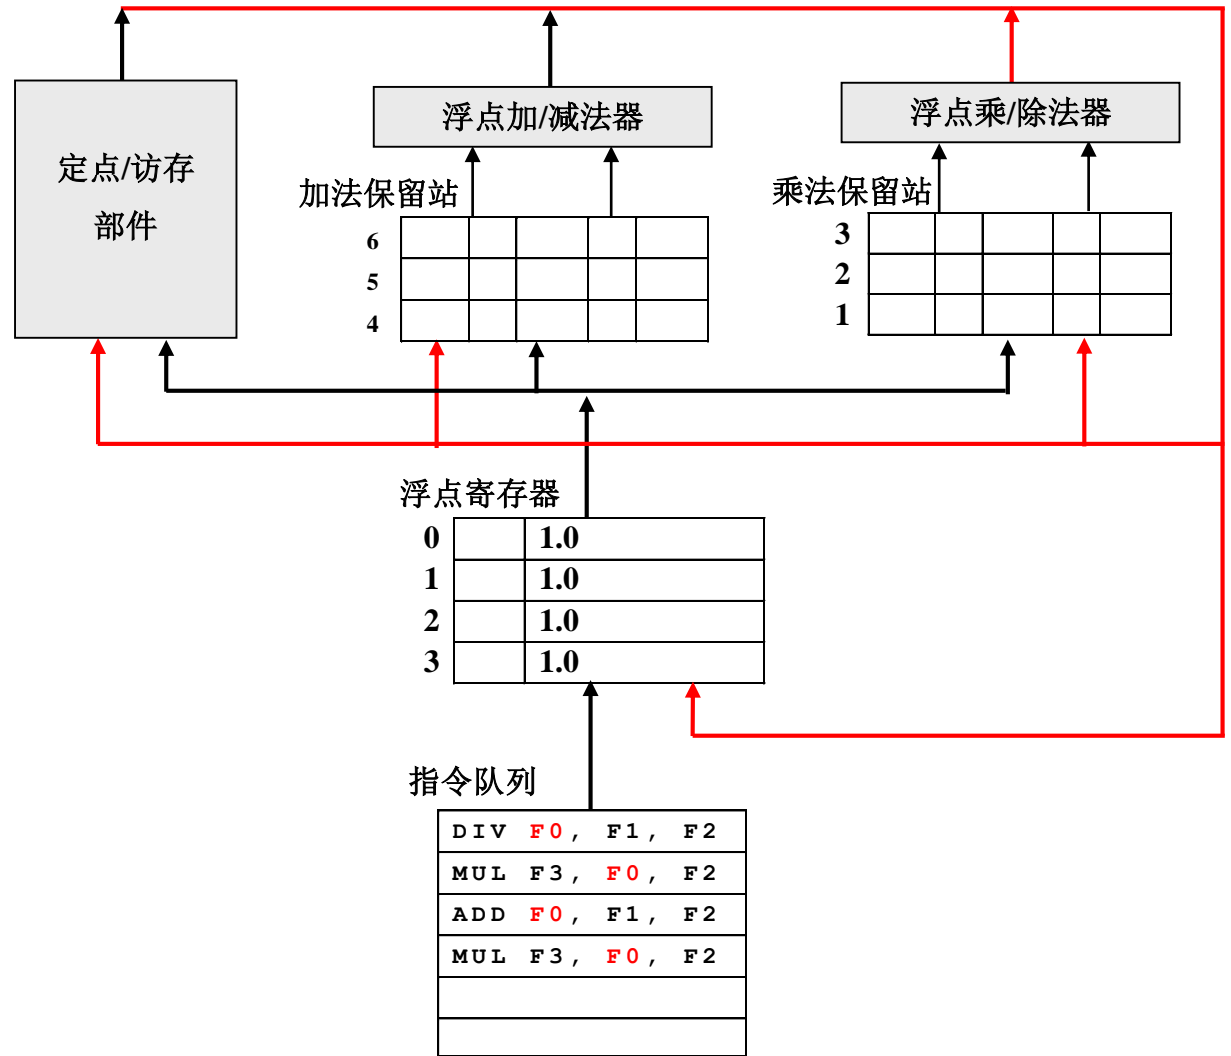 定点/访存
部件
浮点加/减法器
浮点乘/除法器
加法保留站
6
5
4
乘法保留站
3
2
1
浮点寄存器
0 1.0
1 1.0
2 1.0
3 1.0
指令队列
DIV F0, F1, F2
MUL F3, F0, F2
ADD F0, F1, F2
MUL F3, F0, F2